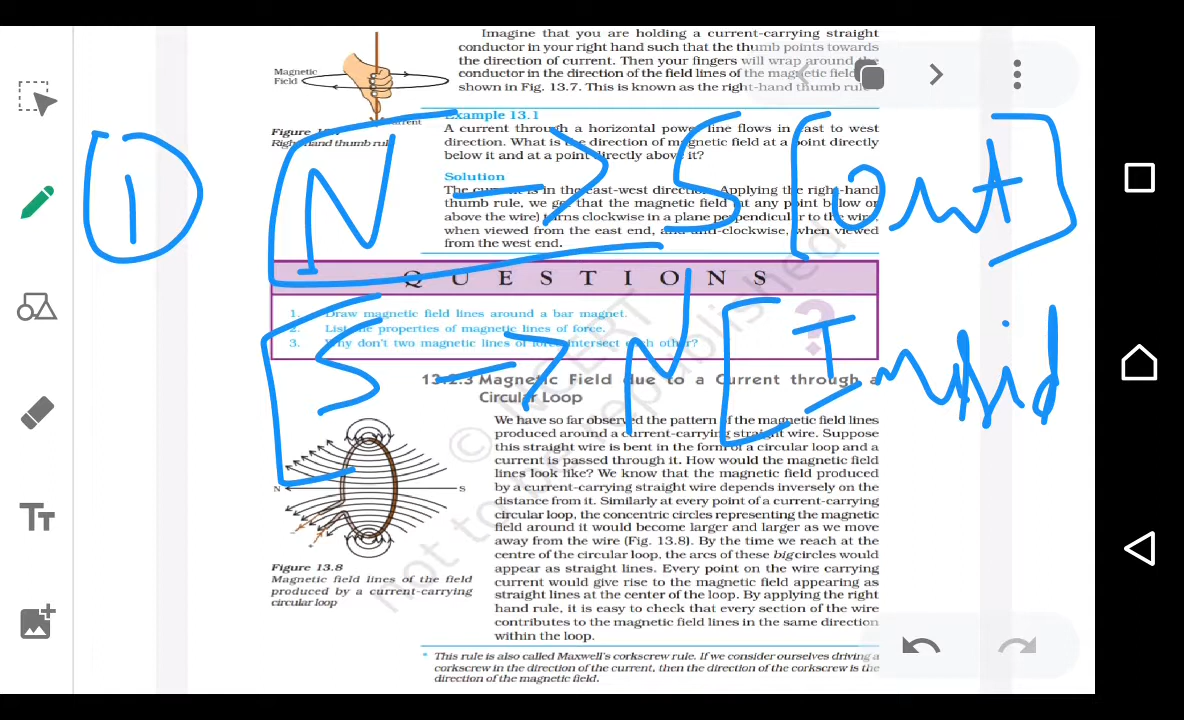 Imagine that you are holding a current-carrying straight
conductor in your right hand such that the thumb points towards
the direction of current. Then your fingers will wrap around the
conductor in the direction of the field lines of the magnetic field
shown in Fig. 13.7. This is known as the right-hand thumb rule
Magnetic
Field
Current
Figure
Right-hand thumb rule
Example 13.1
A current through a horizontal power line flows in east to west
direction. What is the direction of magnetic field at a point directly
below it and at a point directly above it?
Solution
The current is in the east-west direction. Applying the right-hand
thumb rule, we get that the magnetic field (at any point below or
above the wire) turns clockwise in a plane perpendicular to the wire,
when viewed from the east end, and anti-clockwise, when viewed
from the west end.
1 N → S [Out]
QUESTIONS
1. Draw magnetic field lines around a bar magnet.
2. List the properties of magnetic lines of force.
3. Why don't two magnetic lines of force intersect each other?
?
S → N [Insid
13.2.3 Magnetic Field due to a Current through a
Circular Loop
We have so far observed the pattern of the magnetic field lines
produced around a current-carrying straight wire. Suppose
this straight wire is bent in the form of a circular loop and a
current is passed through it. How would the magnetic field
lines look like? We know that the magnetic field produced
by a current-carrying straight wire depends inversely on the
distance from it. Similarly at every point of a current-carrying
circular loop, the concentric circles representing the magnetic
field around it would become larger and larger as we move
away from the wire (Fig. 13.8). By the time we reach at the
centre of the circular loop, the arcs of these big circles would
appear as straight lines. Every point on the wire carrying
current would give rise to the magnetic field appearing as
straight lines at the center of the loop. By applying the right
hand rule, it is easy to check that every section of the wire
contributes to the magnetic field lines in the same direction
within the loop.
N
S
- +
Figure 13.8
Magnetic field lines of the field
produced by a current-carrying
circular loop
* This rule is also called Maxwell's corkscrew rule. If we consider ourselves driving a
corkscrew in the direction of the current, then the direction of the corkscrew is the
direction of the magnetic field.
© NCERT
not to be republished
Tт